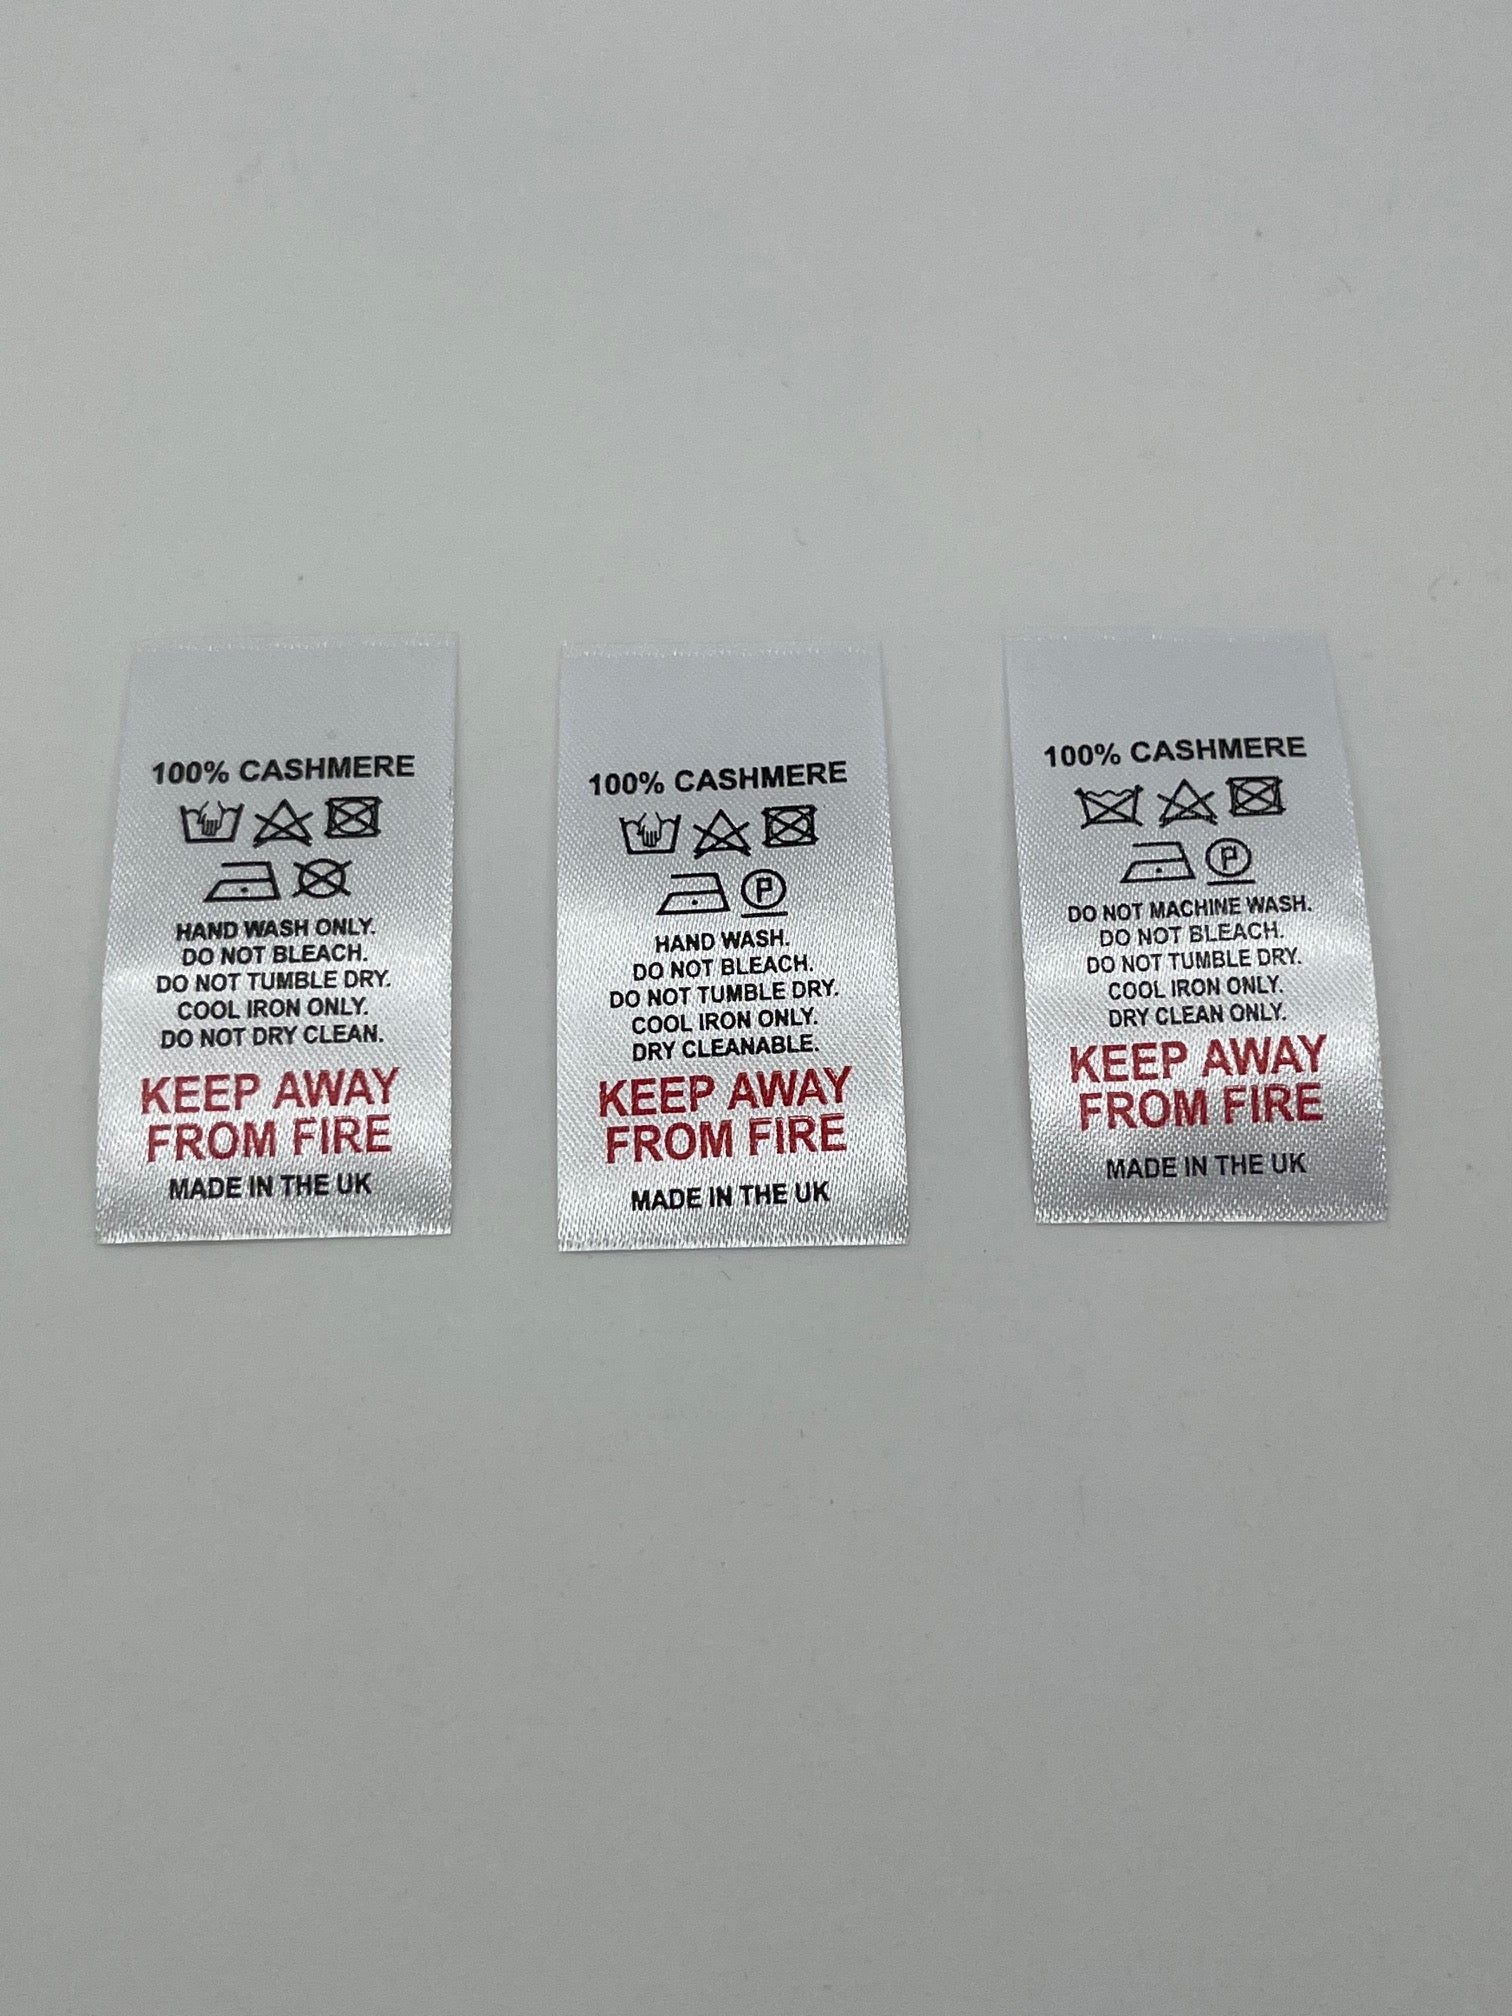 100% CASHMERE
HAND WASH ONLY.
DO NOT BLEACH.
DO NOT TUMBLE DRY.
COOL IRON ONLY.
DO NOT DRY CLEAN.
KEEP AWAY
FROM FIRE
MADE IN THE UK
100% CASHMERE
P
HAND WASH.
DO NOT BLEACH.
DO NOT TUMBLE DRY.
COOL IRON ONLY.
DRY CLEANABLE.
KEEP AWAY
FROM FIRE
MADE IN THE UK
100% CASHMERE
P
DO NOT MACHINE WASH.
DO NOT BLEACH.
DO NOT TUMBLE DRY.
COOL IRON ONLY.
DRY CLEAN ONLY.
KEEP AWAY
FROM FIRE
MADE IN THE UK